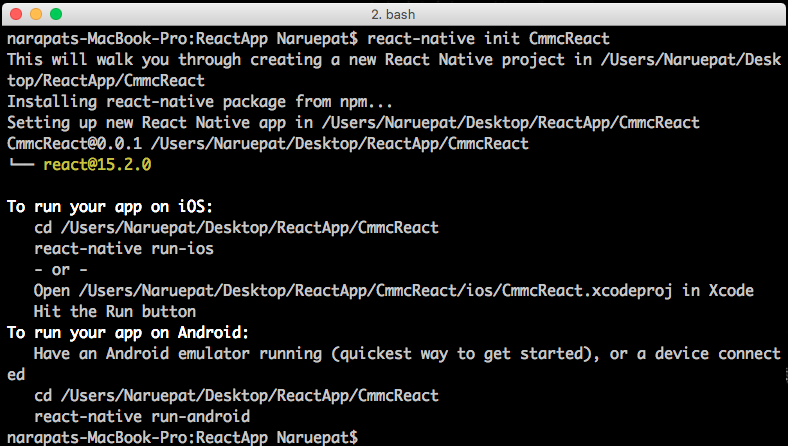 2. bash
narapats-MacBook-Pro:ReactApp Naruepat$ react-native init CmmcReact
This will walk you through creating a new React Native project in /Users/Naruepat/Desk
top/ReactApp/CmmcReact
Installing react-native package from npm...
Setting up new React Native app in /Users/Naruepat/Desktop/ReactApp/CmmcReact
CmmcReact@0.0.1 /Users/Naruepat/Desktop/ReactApp/CmmcReact
└── react@15.2.0
To run your app on iOS:
cd /Users/Naruepat/Desktop/ReactApp/CmmcReact
react-native run-ios
- or -
Open /Users/Naruepat/Desktop/ReactApp/CmmcReact/ios/CmmcReact.xcodeproj in Xcode
Hit the Run button
To run your app on Android:
Have an Android emulator running (quickest way to get started), or a device connect
ed
cd /Users/Naruepat/Desktop/ReactApp/CmmcReact
react-native run-android
narapats-MacBook-Pro:ReactApp Naruepat$